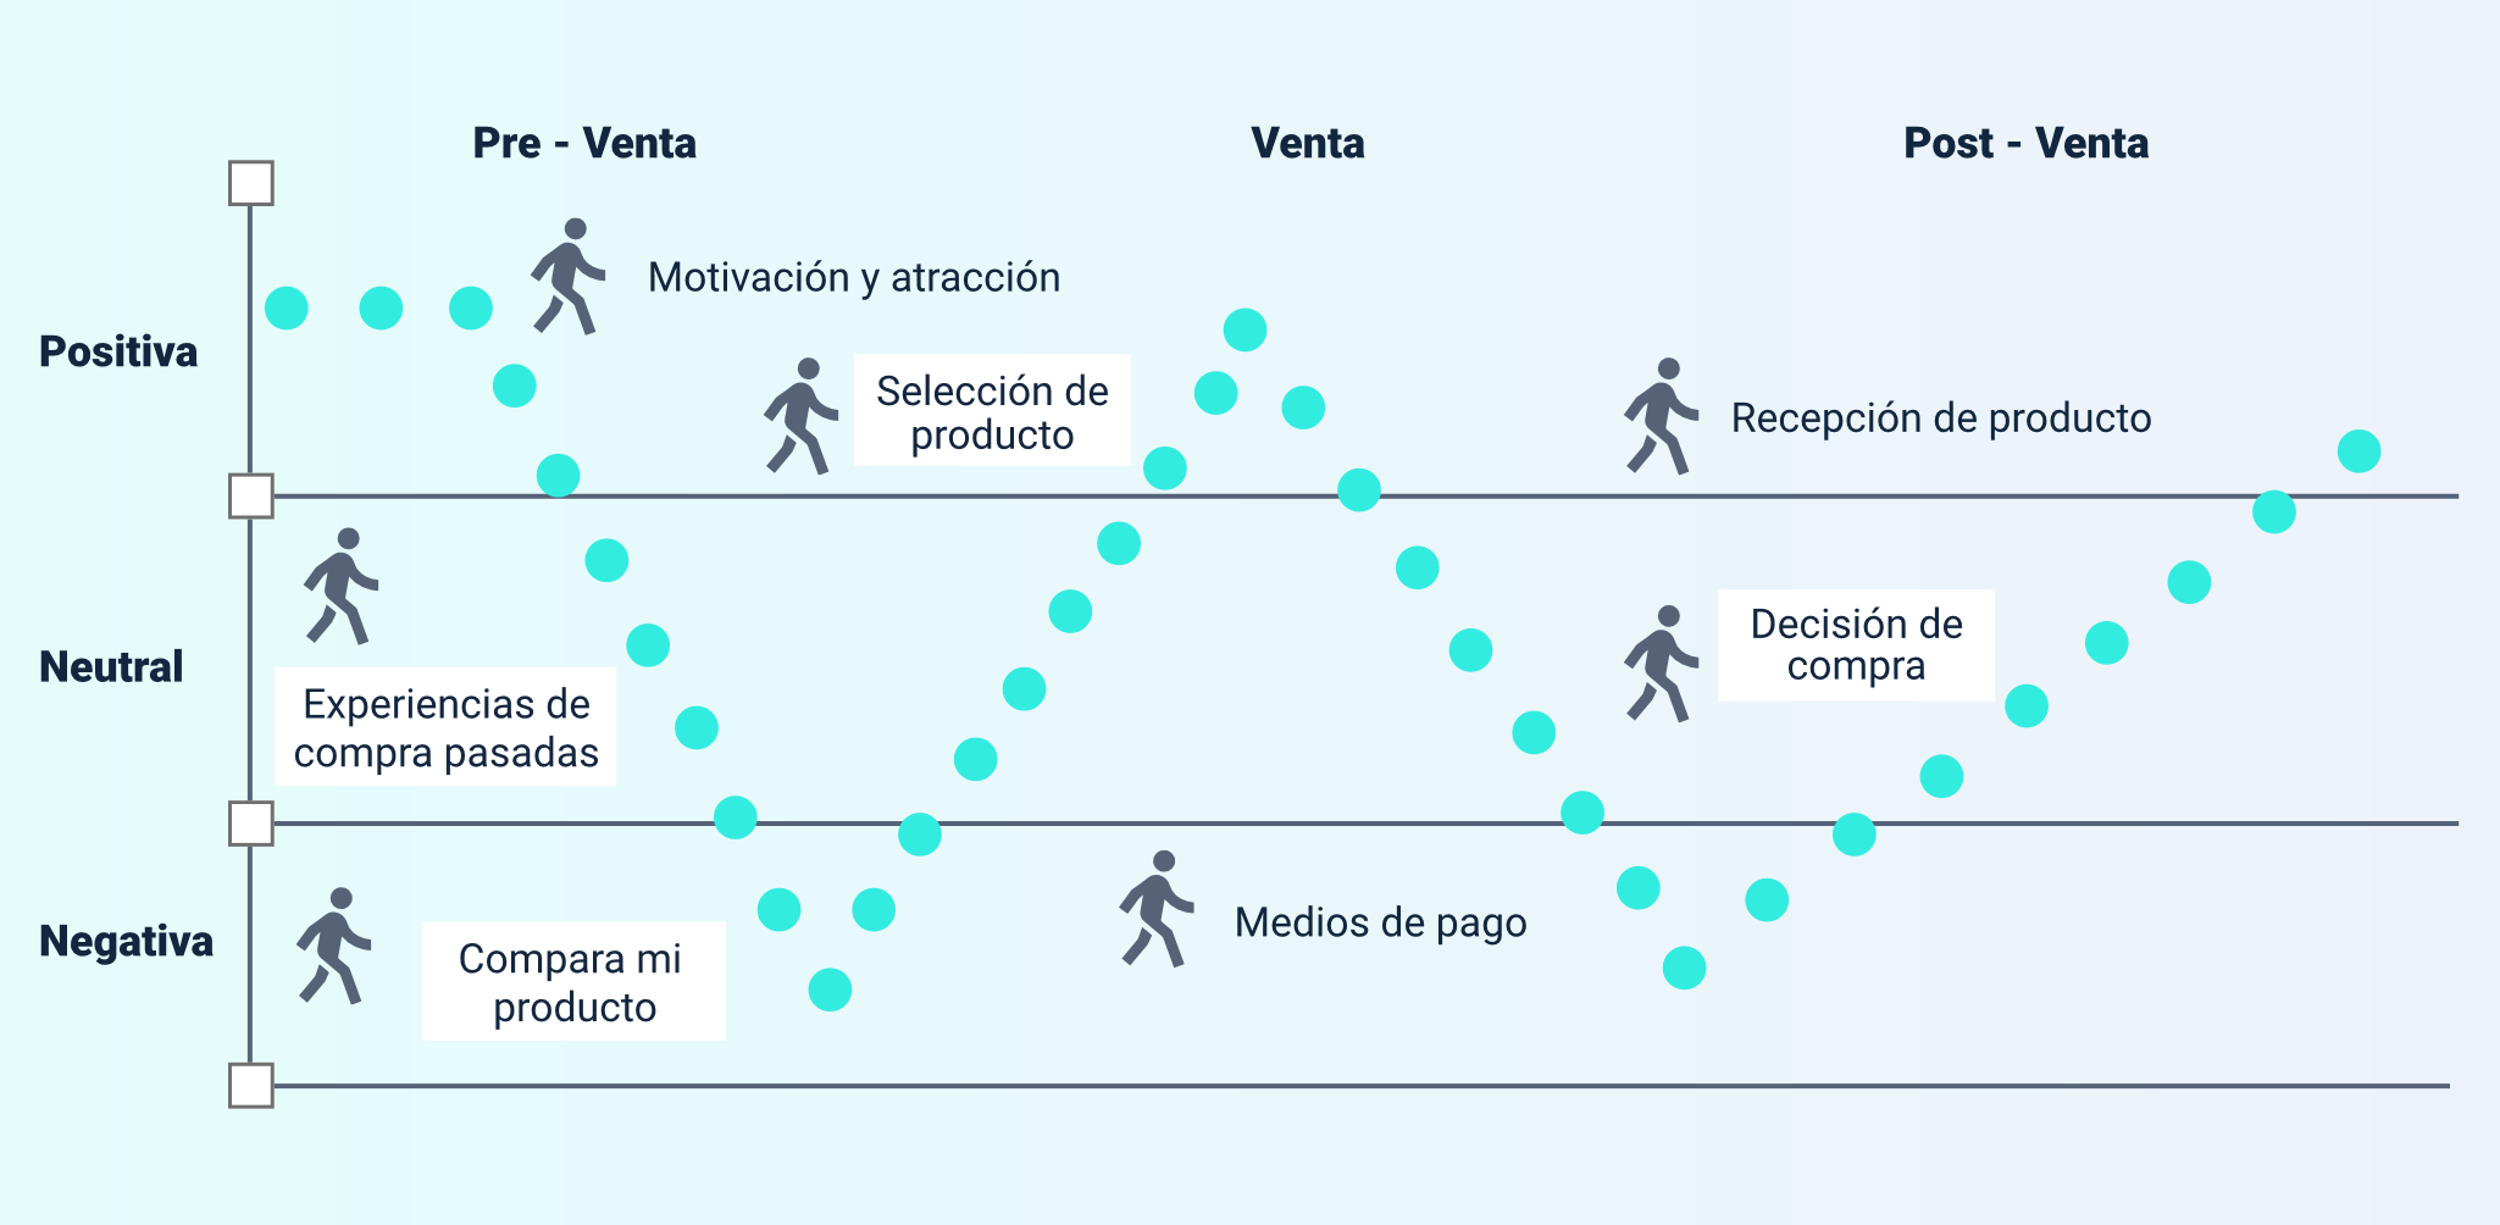 Pre - Venta
Venta
Post - Venta
Motivación y atracción
Positiva
Selección de
producto
Recepción de producto
Neutral
Experiencias de
compra pasadas
Decisión de
compra
Negativa
Compara mi
producto
Medios de pago